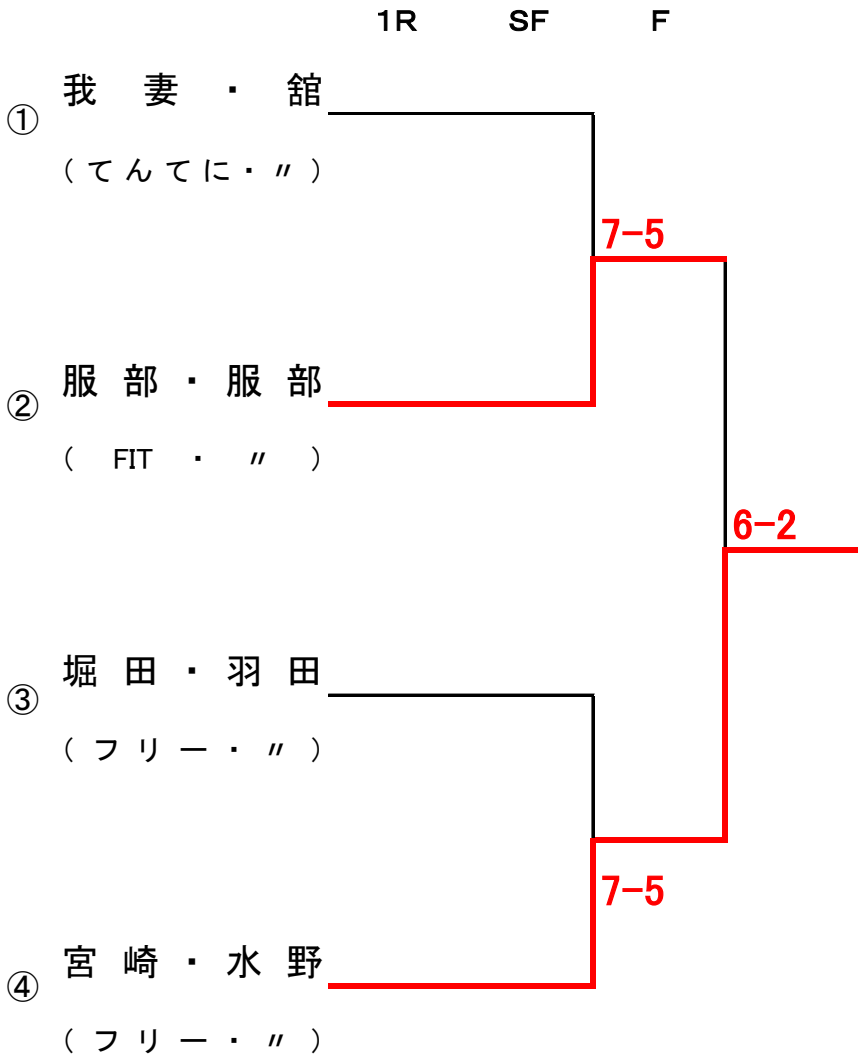 1R SF F
我妻・舘
①
(てんてに・〃)
7-5
服部・服部
②
( FIT ・ 〃 )
6-2
堀田・羽田
③
(フリー・〃)
7-5
宮崎・水野
④
(フリー・〃)